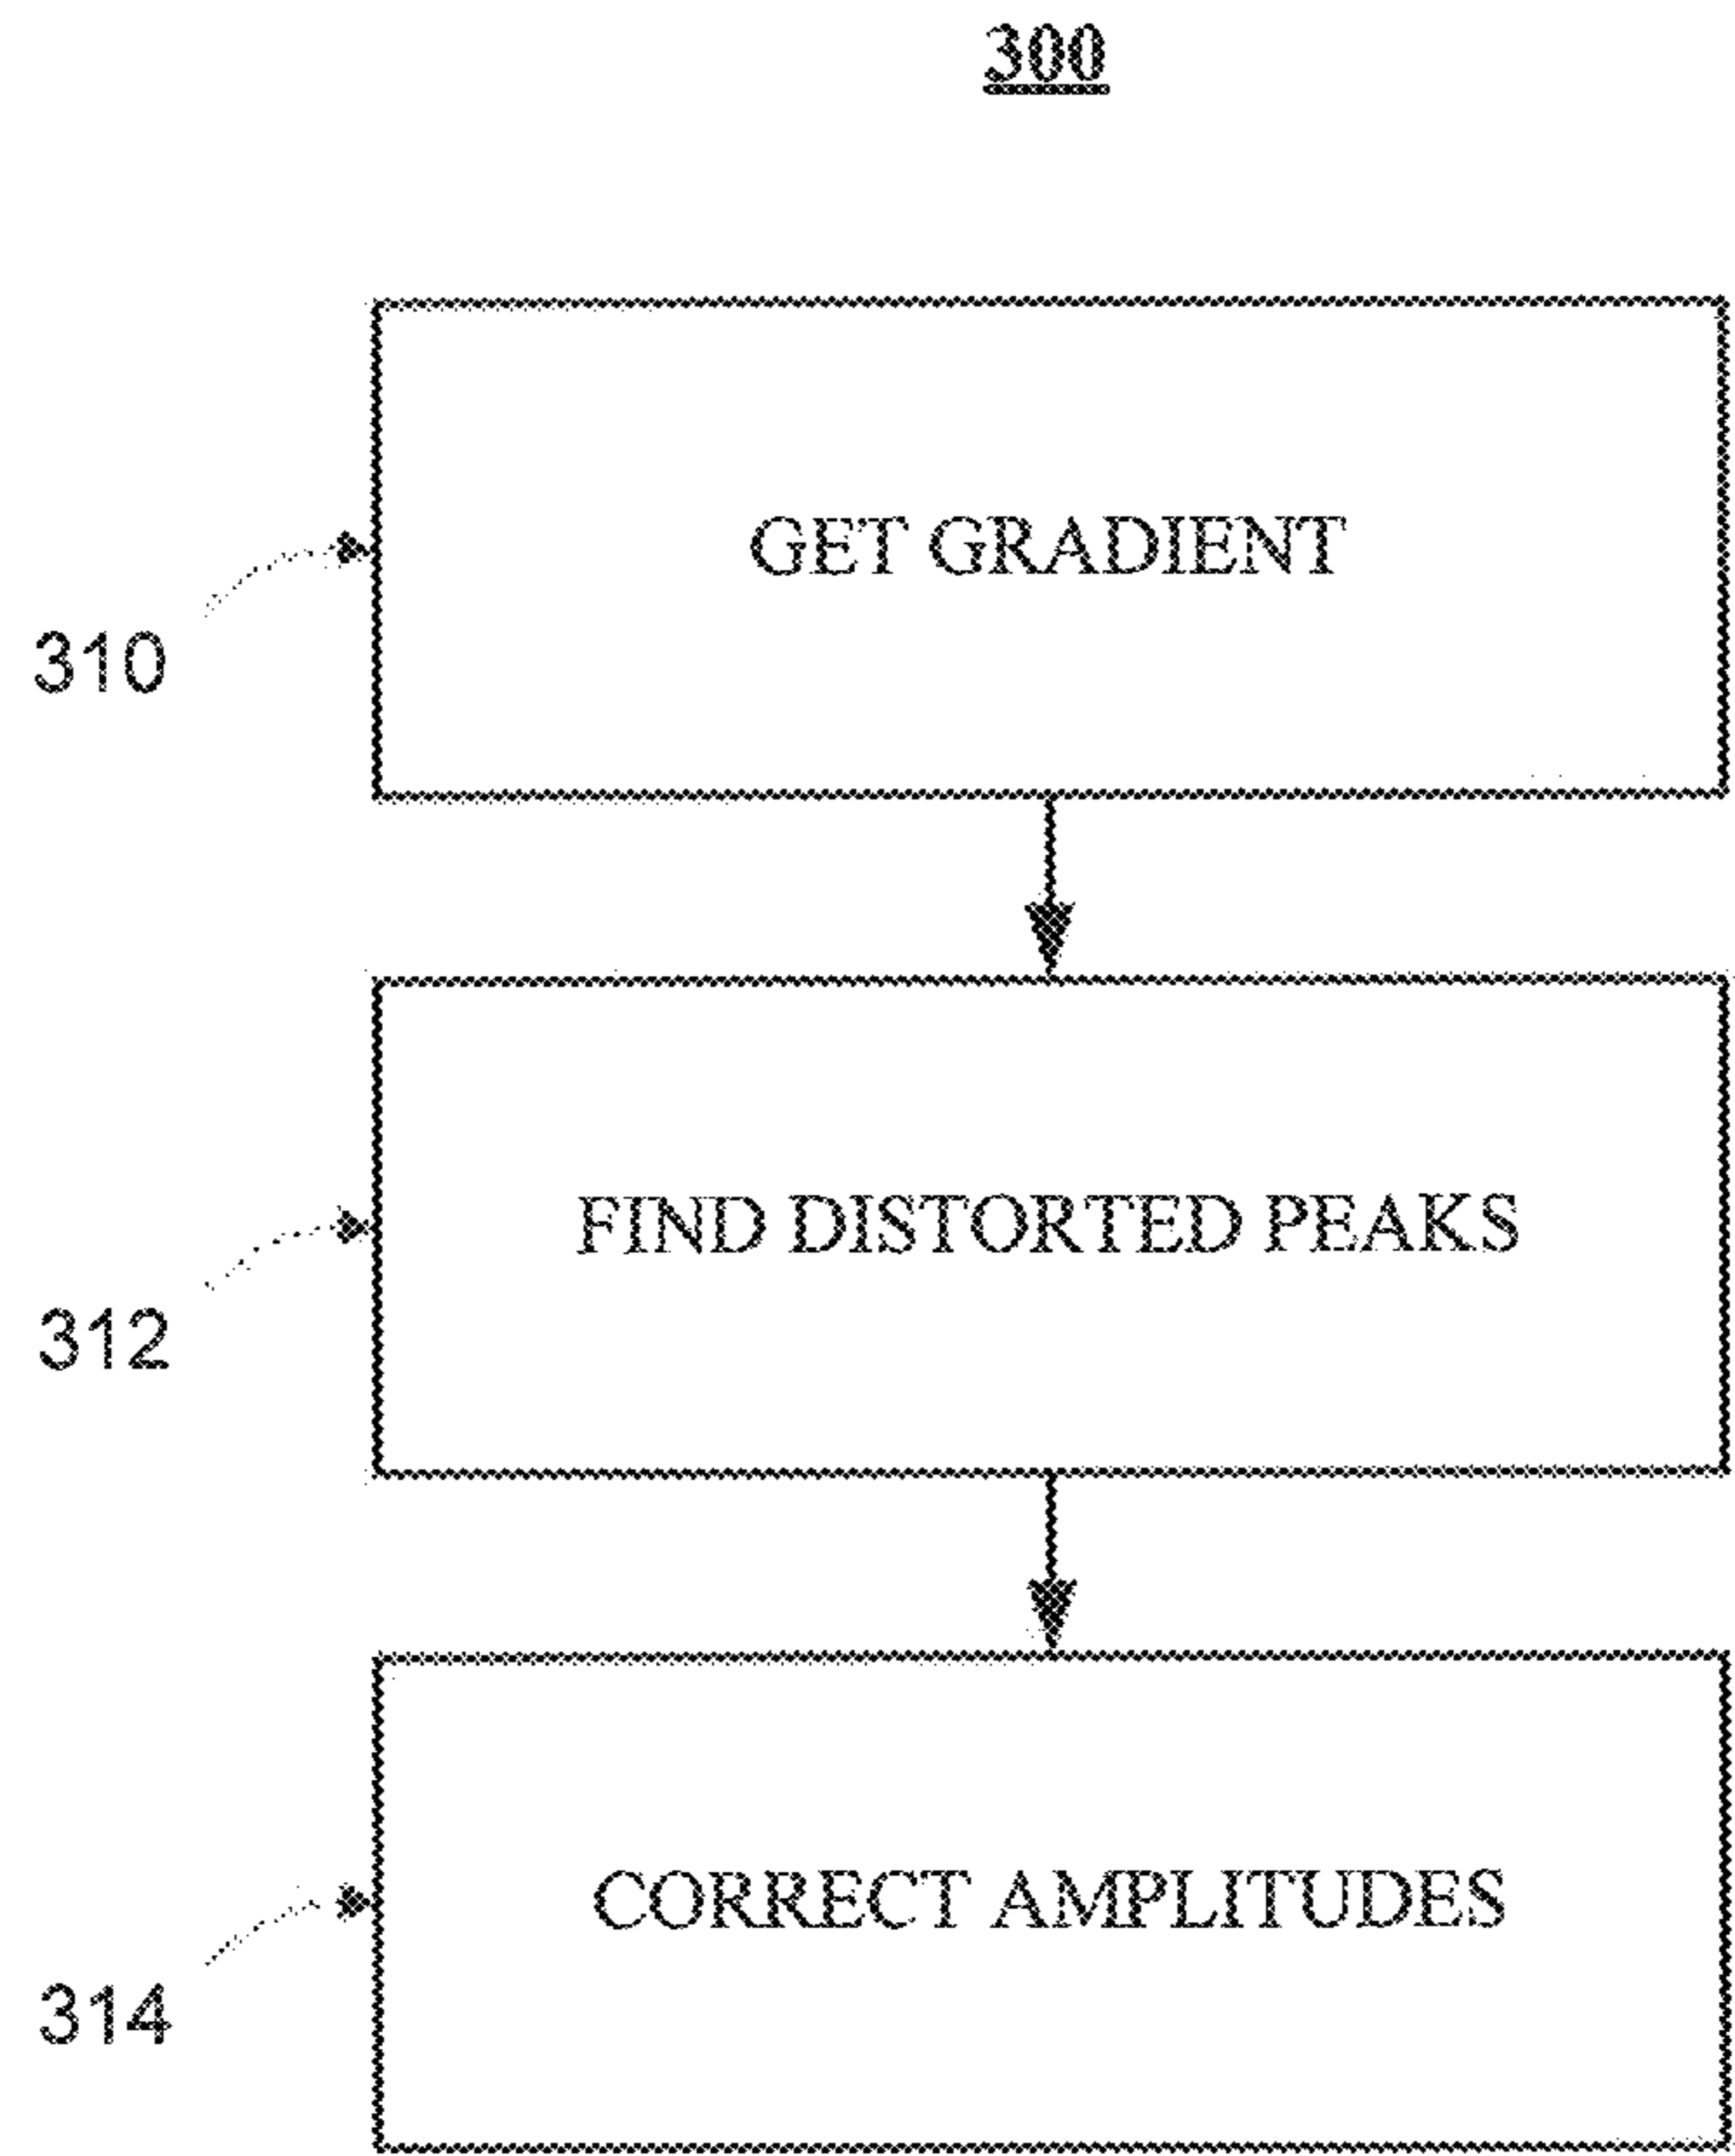 300
GET GRADIENT
310
FIND DISTORTED PEAKS
312
CORRECT AMPLITUDES
314